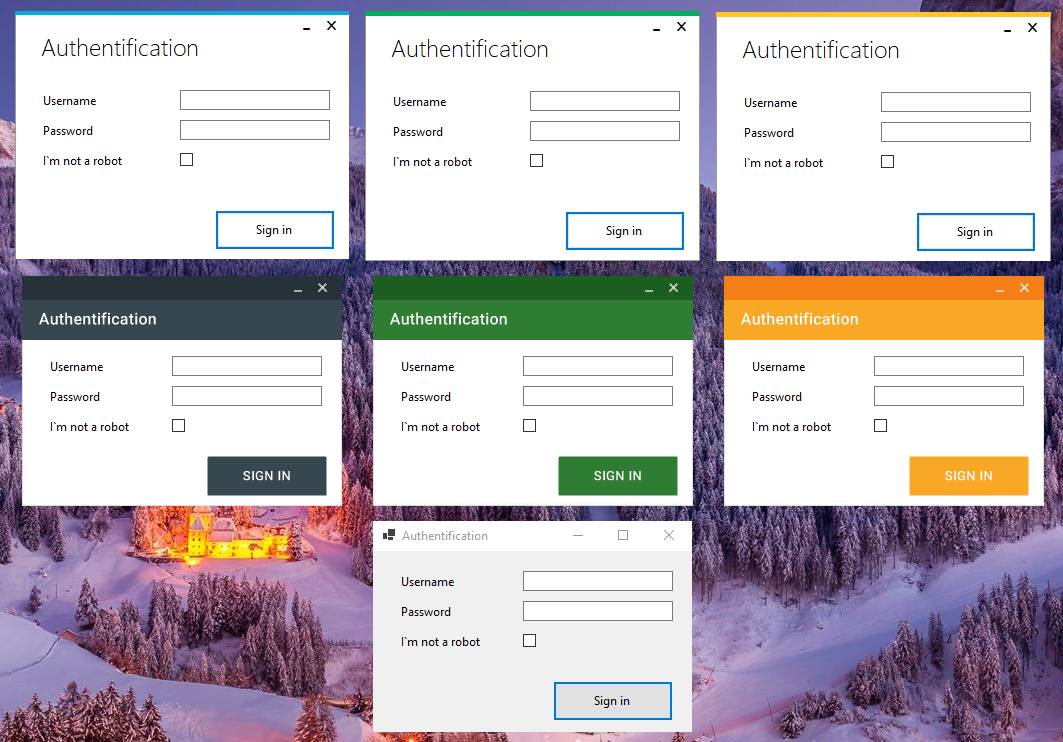 Authentification
Username
Password
I`m not a robot
Sign in
Authentification
Username
Password
I`m not a robot
Sign in
Authentification
Username
Password
I`m not a robot
Sign in
Authentification
Username
Password
I`m not a robot
SIGN IN
Authentification
Username
Password
I`m not a robot
SIGN IN
Authentification
Username
Password
I`m not a robot
SIGN IN
Authentification
Username
Password
I`m not a robot
Sign in